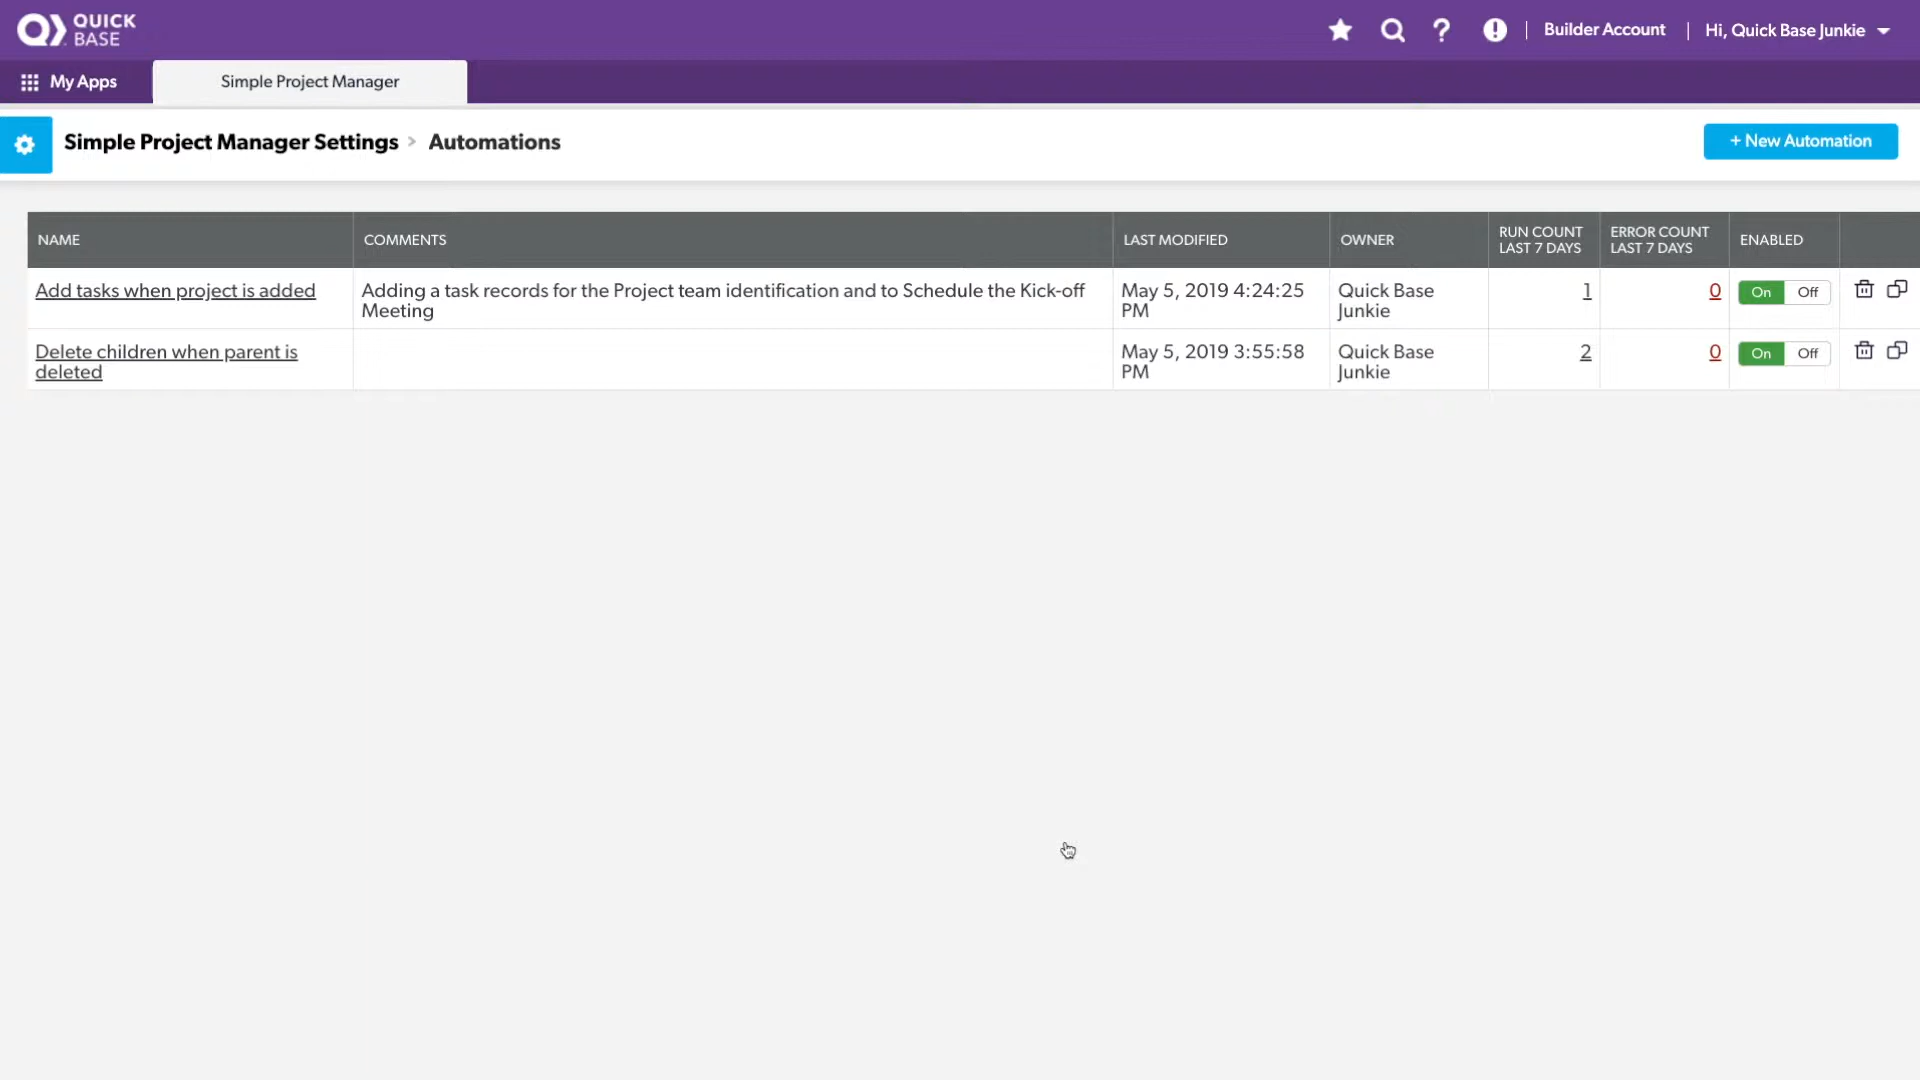 QUICK
BASE
Builder Account
Hi, Quick Base Junkie
My Apps
Simple Project Manager
Simple Project Manager Settings > Automations
+ New Automation
NAME
COMMENTS
LAST MODIFIED
OWNER
RUN COUNT
LAST 7 DAYS
ERROR COUNT
LAST 7 DAYS
ENABLED
Add tasks when project is added
Adding a task records for the Project team identification and to Schedule the Kick-off
Meeting
May 5, 2019 4:24:25
PM
Quick Base
Junkie
1
0
On Off
Delete children when parent is
deleted
May 5, 2019 3:55:58
PM
Quick Base
Junkie
2
0
On Off